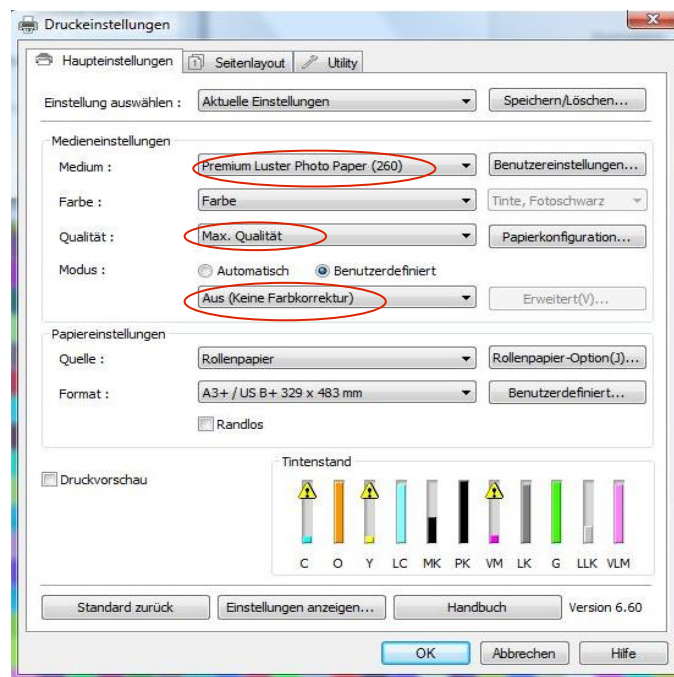 Druckeinstellungen
Haupteinstellungen Seitenlayout Utility
Einstellung auswählen : Aktuelle Einstellungen Speichern/Löschen...
Medieneinstellungen
Medium : Premium Luster Photo Paper (260) Benutzereinstellungen...
Farbe : Farbe Tinte, Fotoschwarz
Qualität : Max. Qualität Papierkonfiguration...
Modus : Automatisch Benutzerdefiniert
Aus (Keine Farbkorrektur) Erweitert(V)...
Papiereinstellungen
Quelle : Rollenpapier Rollenpapier-Option(J)...
Format : A3+ / US B+ 329 x 483 mm Benutzerdefiniert...
Randlos
Druckvorschau Tintenstand
C O Y LC MK PK VM LK G LLK VLM
Standard zurück Einstellungen anzeigen... Handbuch Version 6.60
OK Abbrechen Hilfe